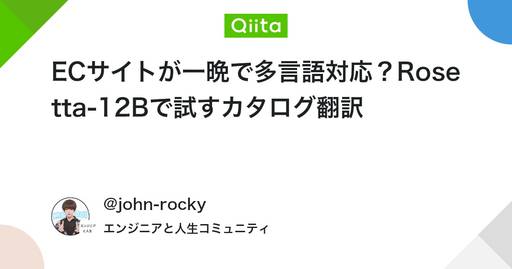 Qiita
ECサイトが一晩で多言語対応？Rose
tta-12Bで試すカタログ翻訳
@john-rocky
エンジニアと人生コミュニティ